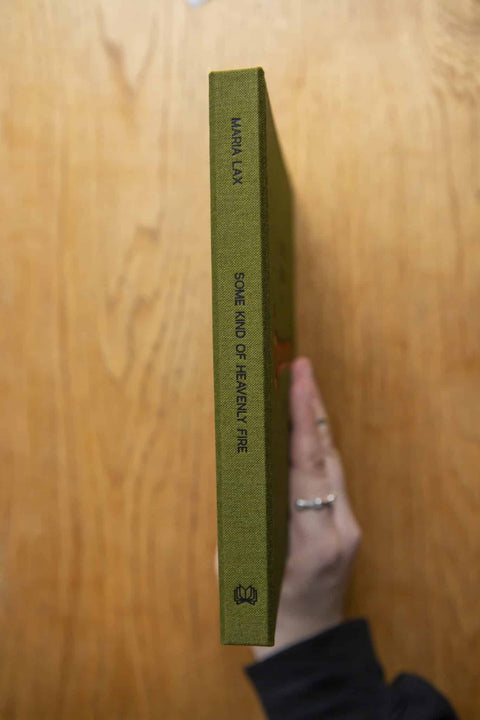 MARIA LAX
SOME KIND OF HEAVENLY FIRE